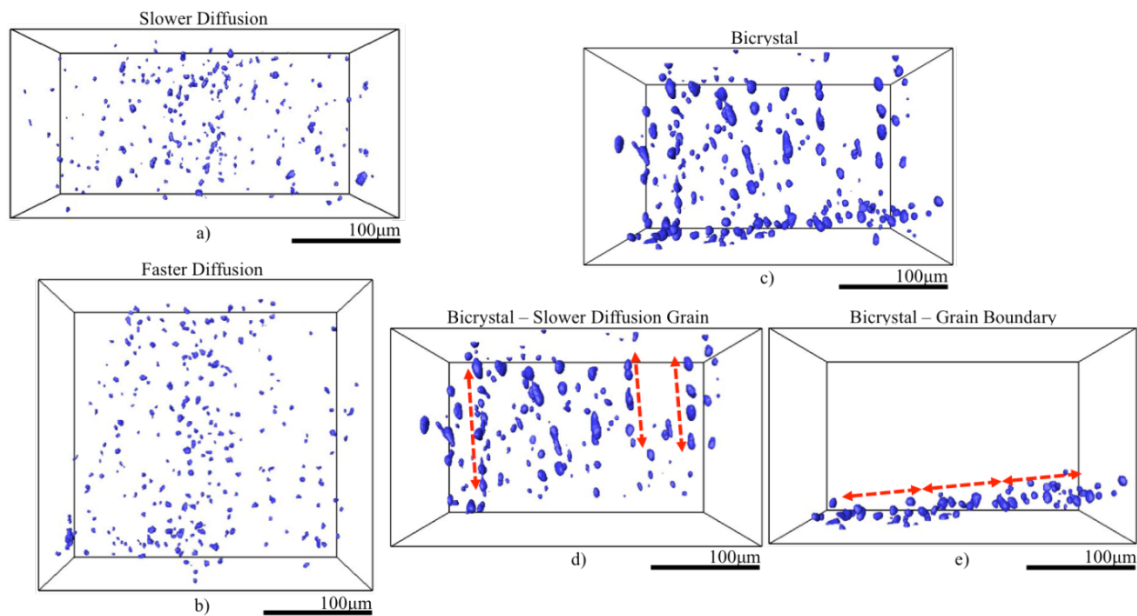 Slower Diffusion
100μm
a)
Faster Diffusion
100μm
b)
Bicrystal
100μm
c)
Bicrystal – Slower Diffusion Grain
100μm
d)
Bicrystal – Grain Boundary
100μm
e)